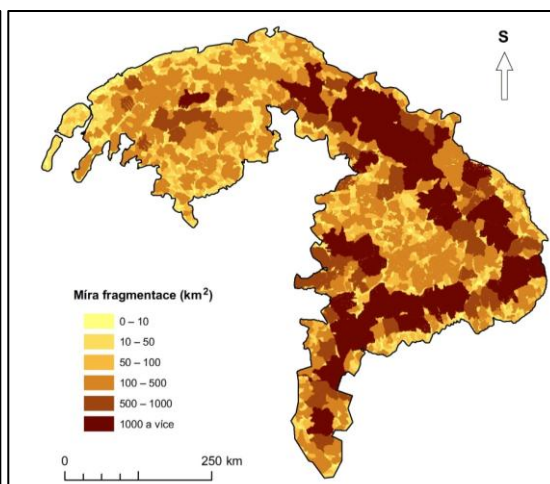 S
Míra fragmentace (km²)
0 – 10
10 – 50
50 – 100
100 – 500
500 – 1000
1000 a více
0 250 km